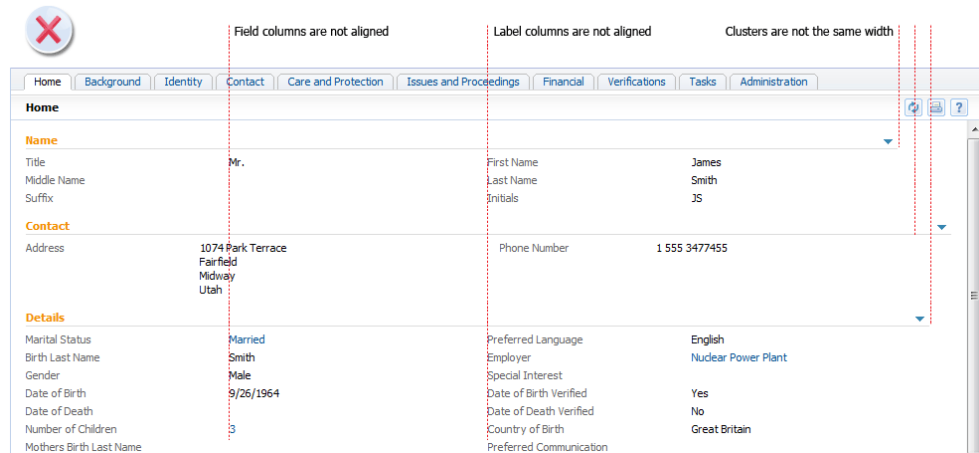 Field columns are not aligned Label columns are not aligned Clusters are not the same width
Home Background Identity Contact Care and Protection Issues and Proceedings Financial Verifications Tasks Administration
Home ?
Name
Title Mr. First Name James
Middle Name Last Name Smith
Suffix Initials JS
Contact
Address 1074 Park Terrace Phone Number 1 555 3477455
Fairfield
Midway
Utah
Details
Marital Status Married Preferred Language English
Birth Last Name Smith Employer Nuclear Power Plant
Gender Male Special Interest
Date of Birth 9/26/1964 Date of Birth Verified Yes
Date of Death Date of Death Verified No
Number of Children 3 Country of Birth Great Britain
Mothers Birth Last Name Preferred Communication